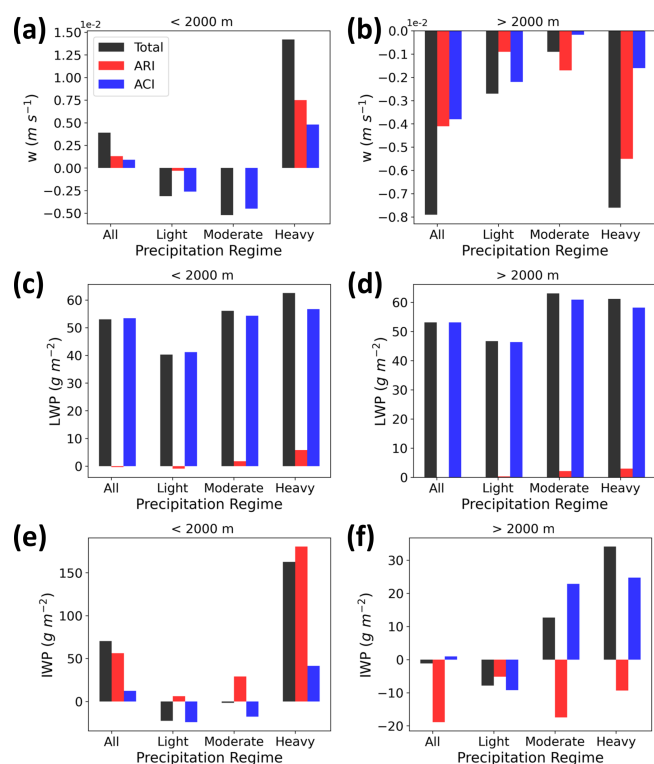 (a)
< 2000 m
1e-2
1.50
1.25
1.00
0.75
0.50
0.25
0.00
−0.25
−0.50
w (m s⁻¹)
Total
ARI
ACI
All Light Moderate Heavy
Precipitation Regime
(b)
> 2000 m
1e-2
0.0
−0.1
−0.2
−0.3
−0.4
−0.5
−0.6
−0.7
−0.8
w (m s⁻¹)
All Light Moderate Heavy
Precipitation Regime
(c)
< 2000 m
60
50
40
30
20
10
0
LWP (g m⁻²)
All Light Moderate Heavy
Precipitation Regime
(d)
> 2000 m
60
50
40
30
20
10
0
LWP (g m⁻²)
All Light Moderate Heavy
Precipitation Regime
(e)
< 2000 m
150
100
50
0
IWP (g m⁻²)
All Light Moderate Heavy
Precipitation Regime
(f)
> 2000 m
30
20
10
0
−10
−20
IWP (g m⁻²)
All Light Moderate Heavy
Precipitation Regime